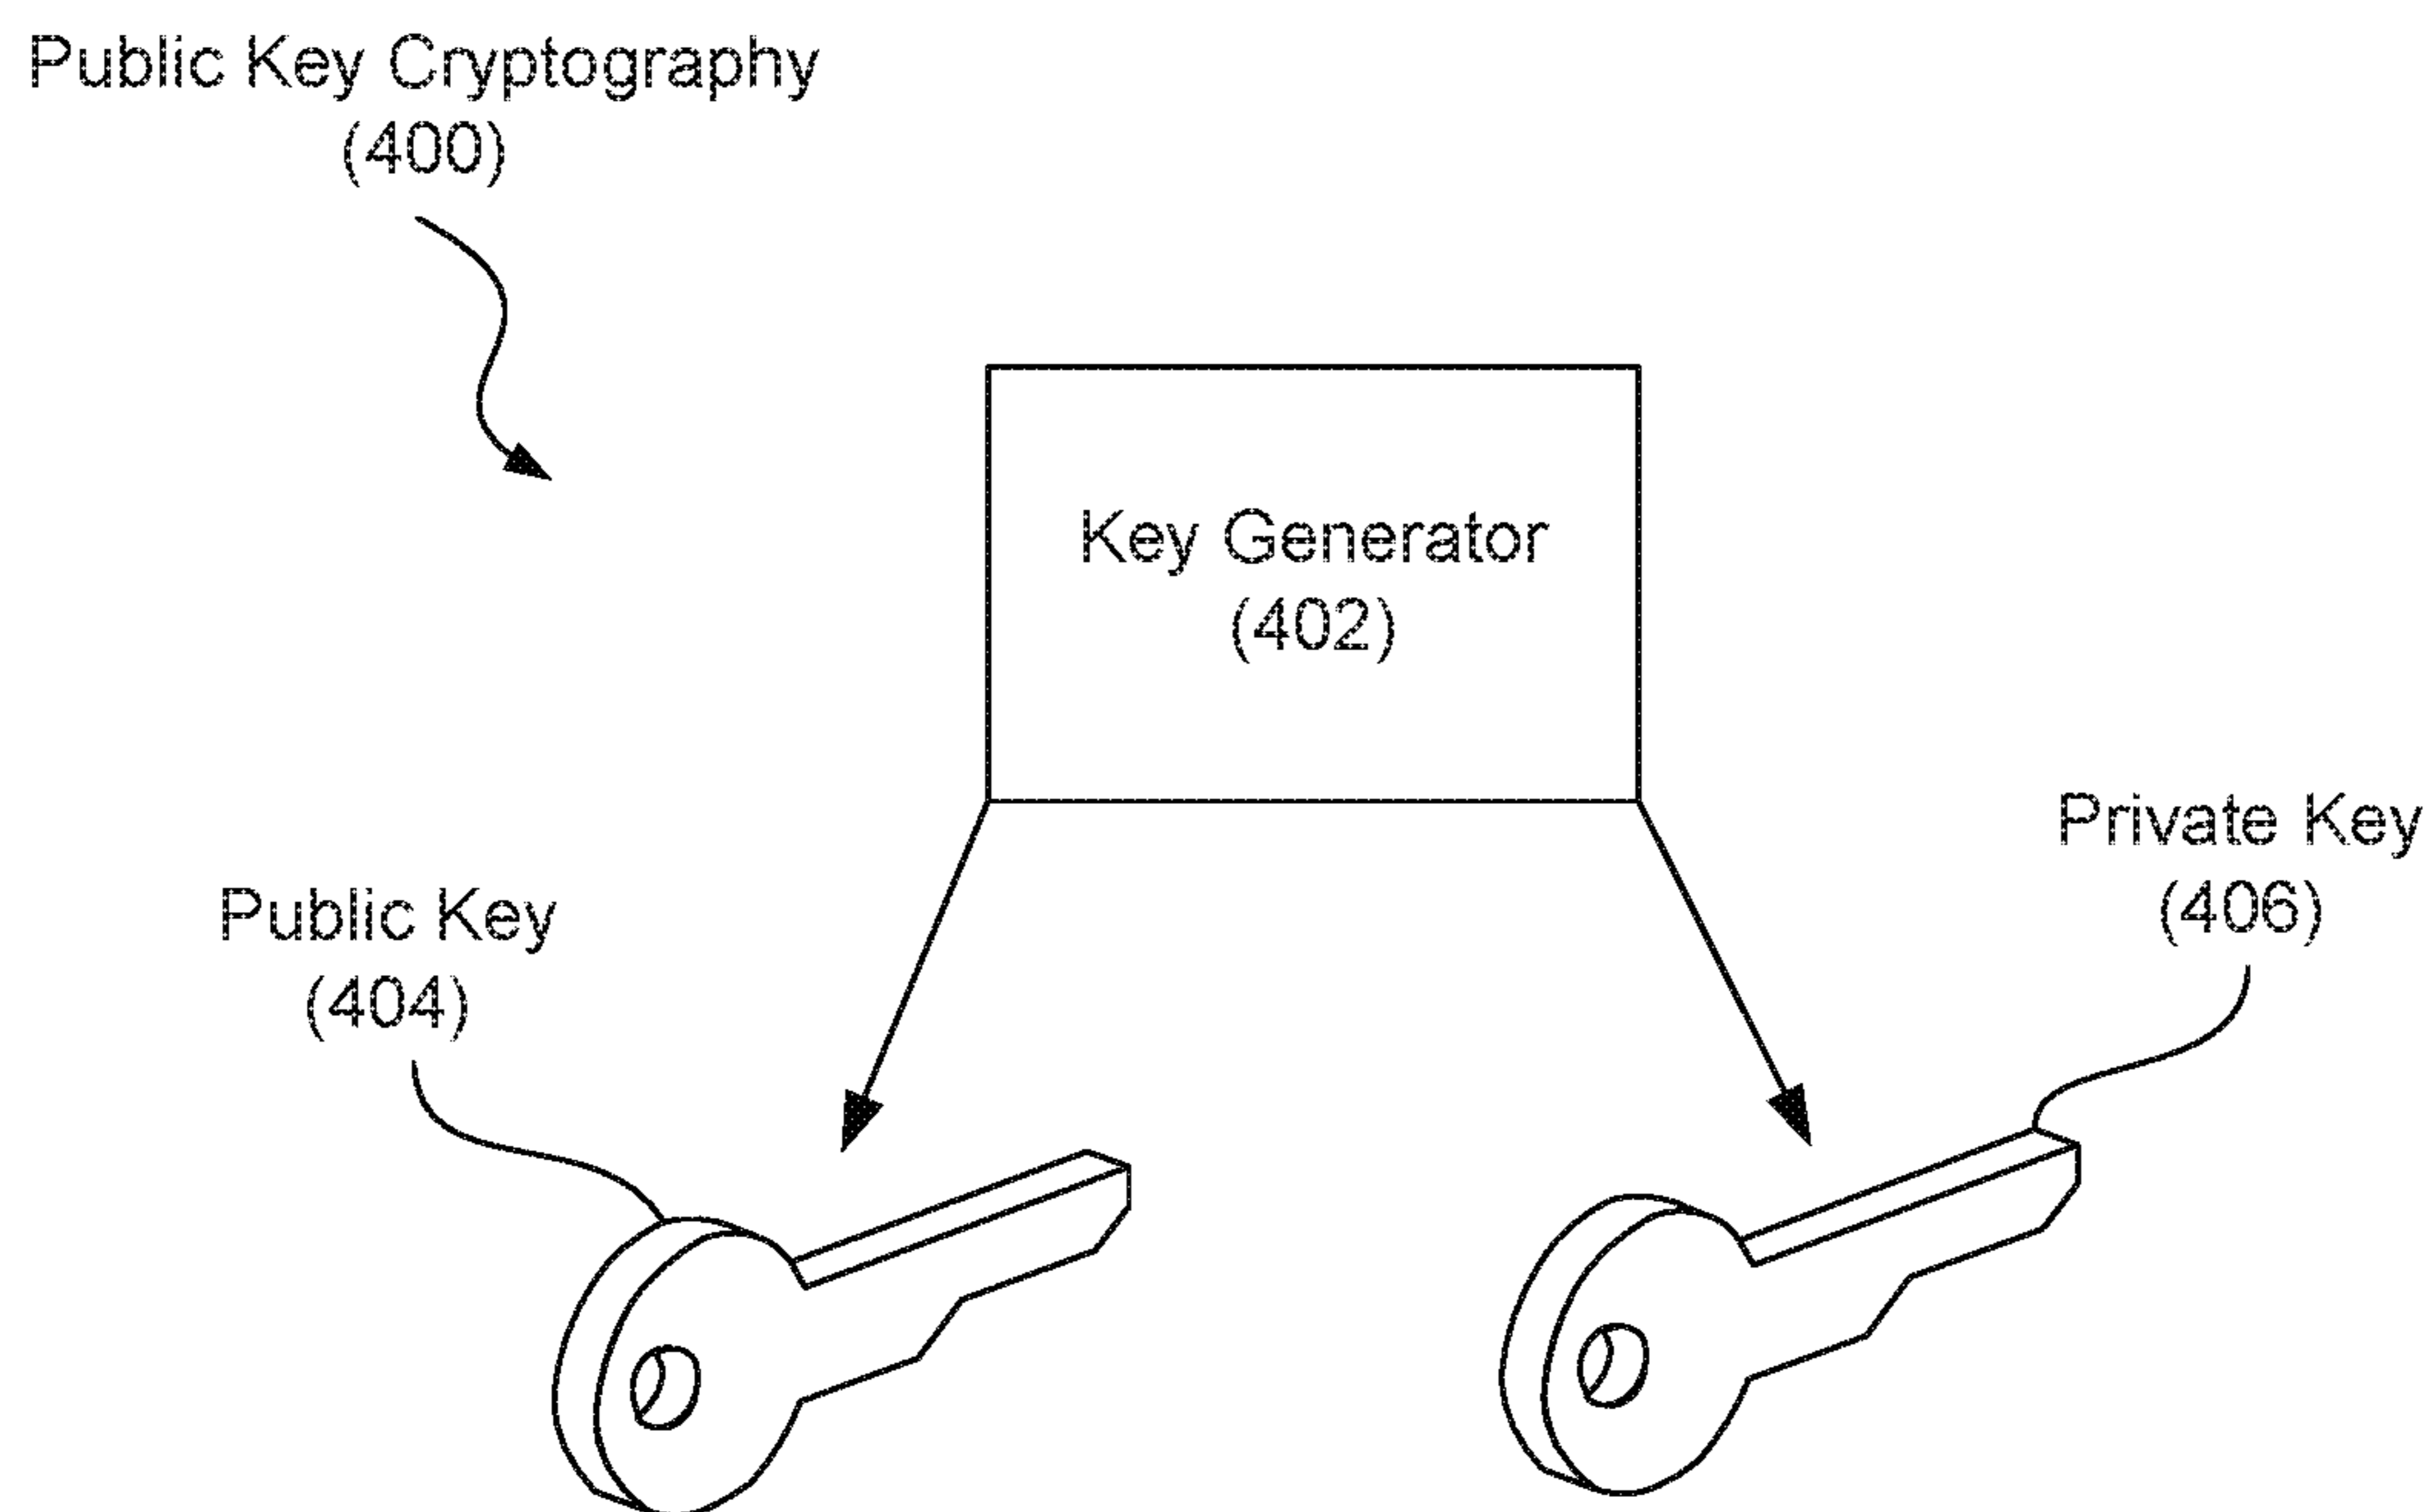 Public Key Cryptography
(400)
Key Generator
(402)
Private Key
(406)
Public Key
(404)